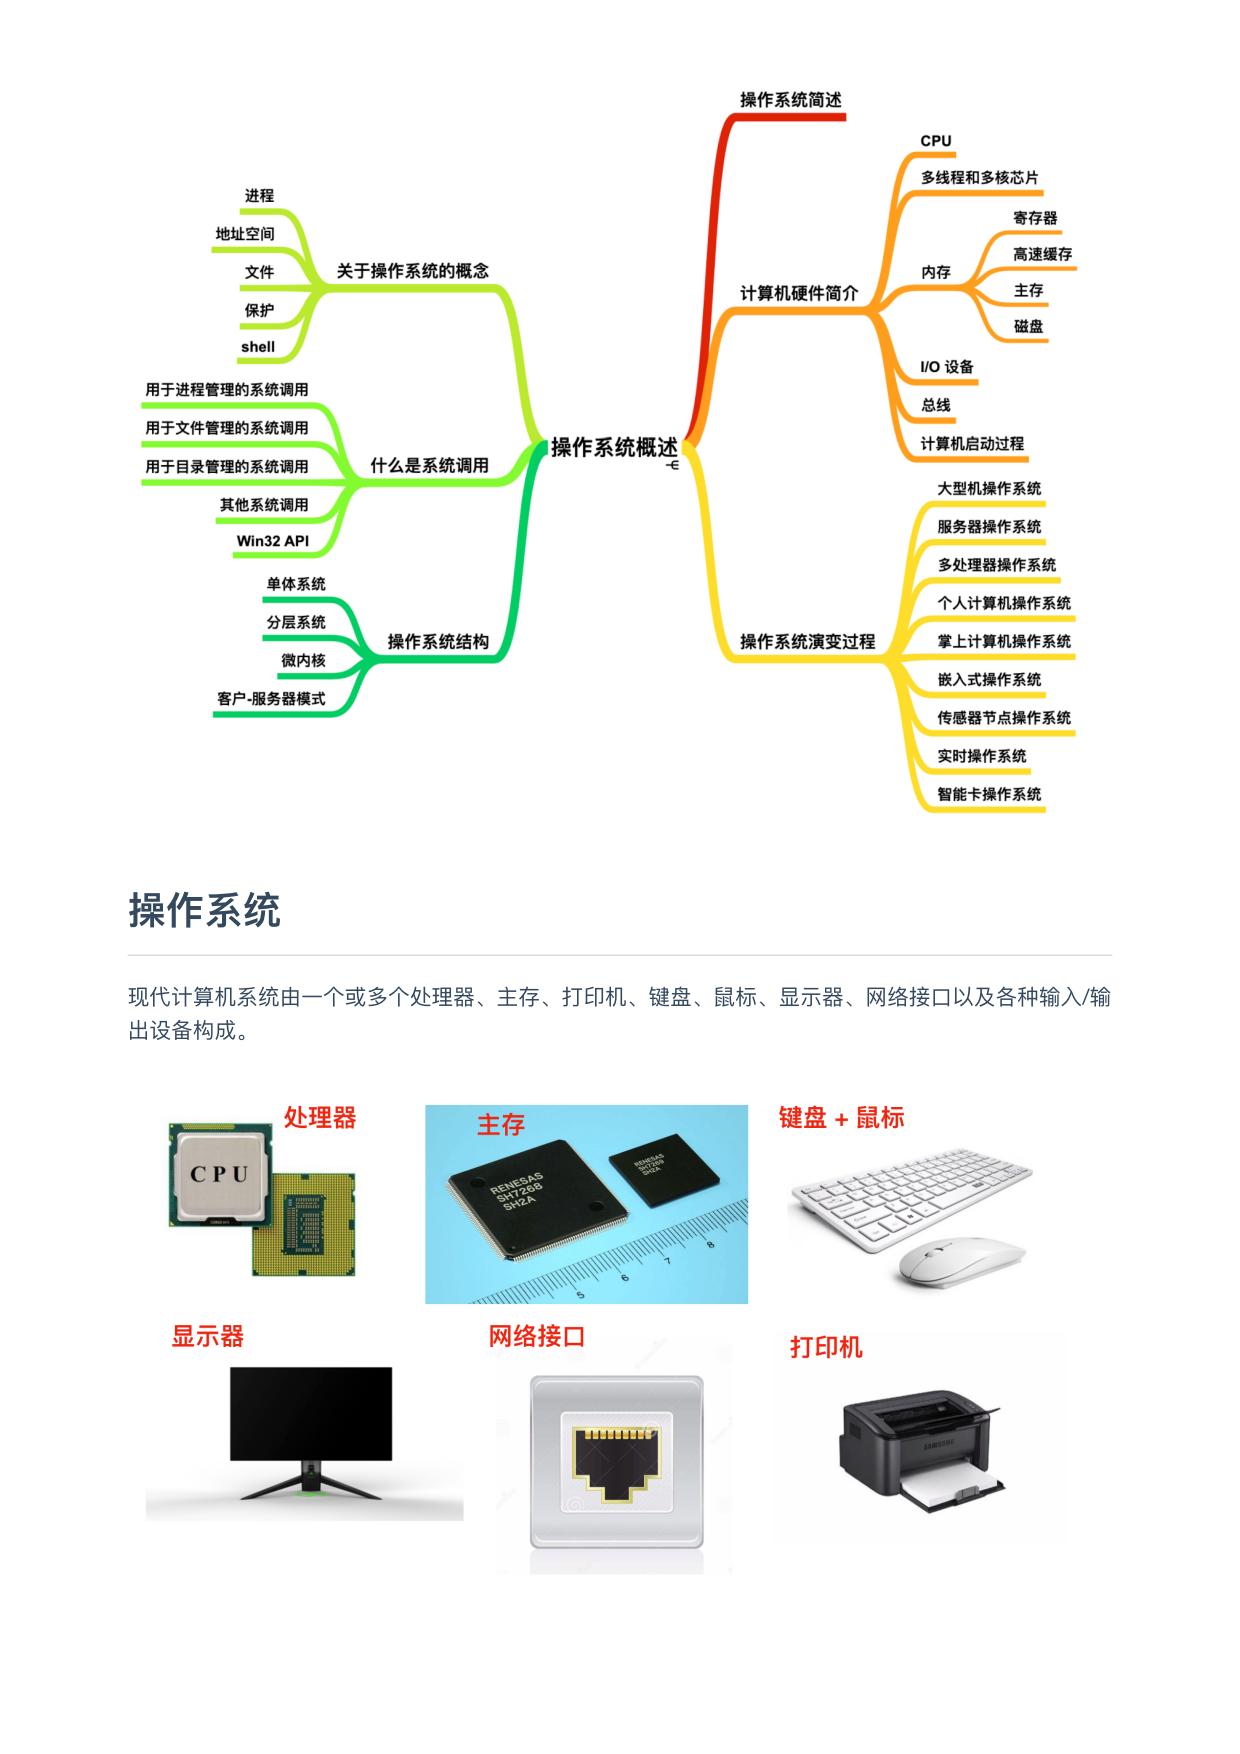 操作系统简述
CPU
多线程和多核芯片
寄存器
高速缓存
内存
主存
磁盘
计算机硬件简介
I/O 设备
总线
计算机启动过程
进程
地址空间
文件
保护
shell
关于操作系统的概念
用于进程管理的系统调用
用于文件管理的系统调用
用于目录管理的系统调用
其他系统调用
Win32 API
什么是系统调用
操作系统概述
单体系统
分层系统
微内核
客户-服务器模式
操作系统结构
操作系统演变过程
大型机操作系统
服务器操作系统
多处理器操作系统
个人计算机操作系统
掌上计算机操作系统
嵌入式操作系统
传感器节点操作系统
实时操作系统
智能卡操作系统
操作系统
现代计算机系统由一个或多个处理器、主存、打印机、键盘、鼠标、显示器、网络接口以及各种输入/输
出设备构成。
处理器
CPU
主存
RENESAS
SH7268
SH2A
RENESAS
SH7269
SH2A
5
6
7
8
键盘 + 鼠标
显示器
网络接口
打印机
SAMSUNG